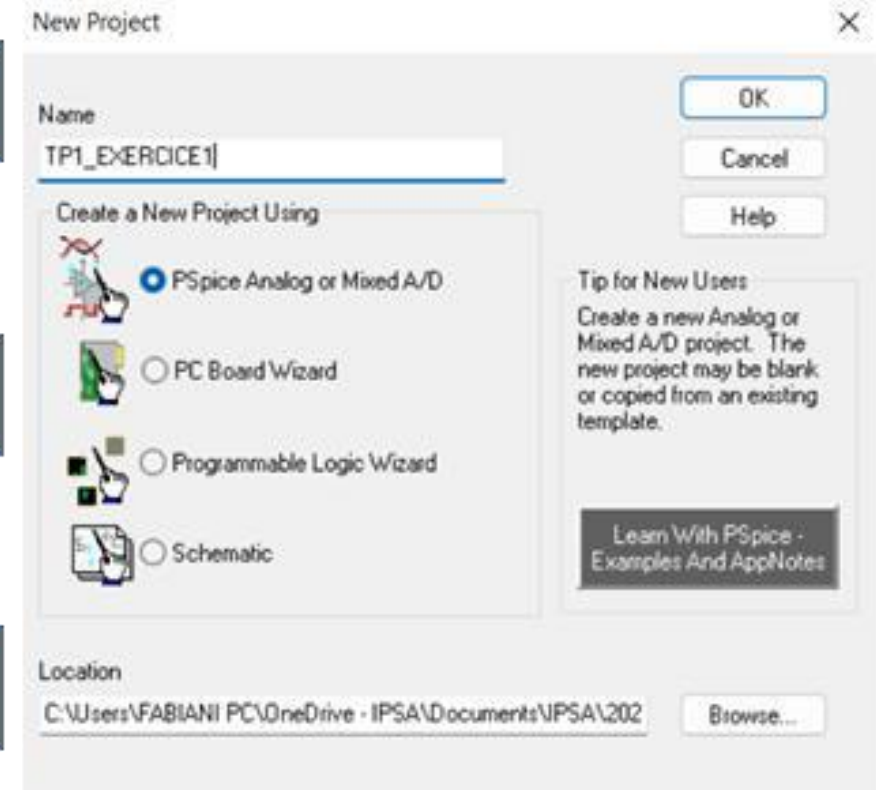 New Project
Name
TP1_EXERCICE1
OK
Cancel
Help
Create a New Project Using
PSpice Analog or Mixed A/D
PC Board Wizard
Programmable Logic Wizard
Schematic
Tip for New Users
Create a new Analog or
Mixed A/D project. The
new project may be blank
or copied from an existing
template.
Learn With PSpice -
Examples And AppNotes
Location
C:\Users\FABIANI PC\OneDrive - IPSA\Documents\IPSA\202
Browse...